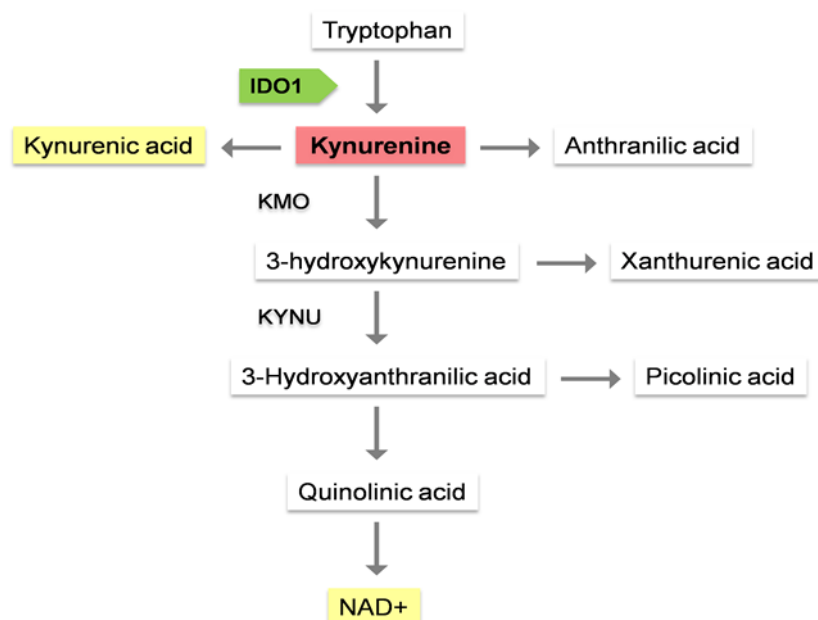 Tryptophan
IDO1
Kynurenic acid
Kynurenine
Anthranilic acid
KMO
3-hydroxykynurenine
Xanthurenic acid
KYNU
3-Hydroxyanthranilic acid
Picolinic acid
Quinolinic acid
NAD+